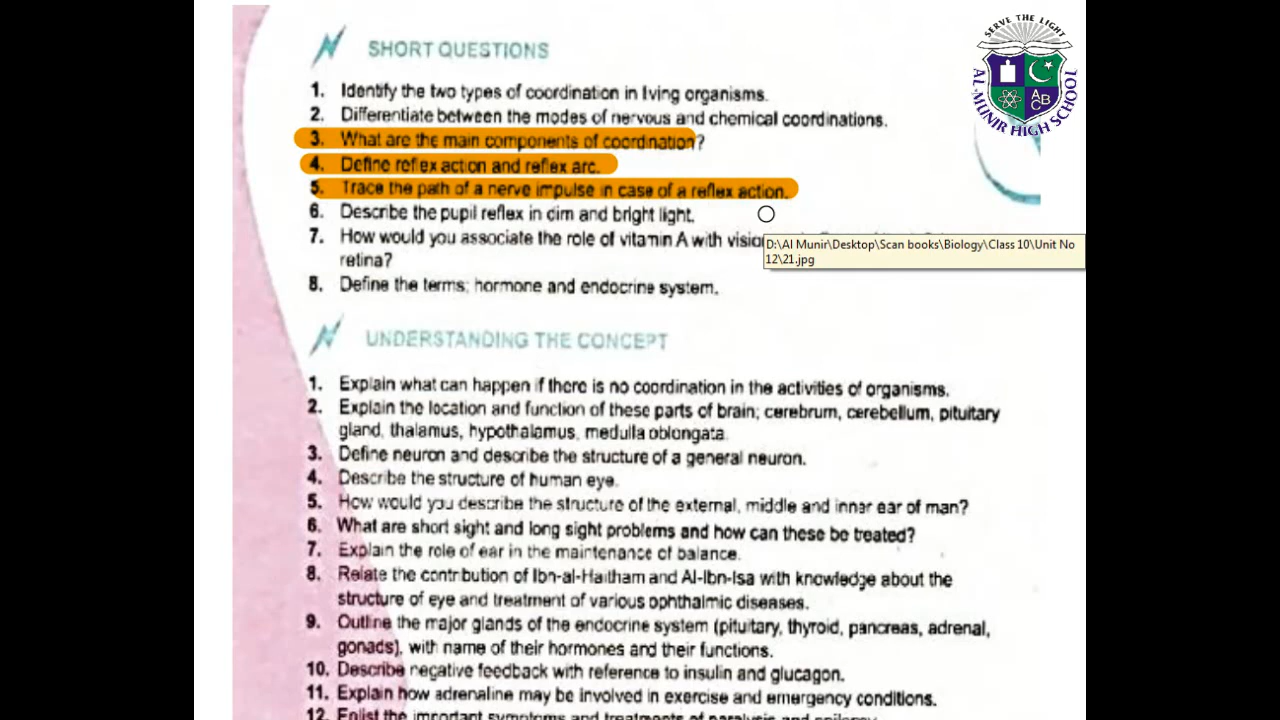 SERVE THE LIGHT
AL-MUNIR HIGH SCHOOL
A B C
SHORT QUESTIONS
1. Identify the two types of coordination in living organisms.
2. Differentiate between the modes of nervous and chemical coordinations.
3. What are the main components of coordination?
4. Define reflex action and reflex arc.
5. Trace the path of a nerve impulse in case of a reflex action.
6. Describe the pupil reflex in dim and bright light.
7. How would you associate the role of vitamin A with
retina?
D:\Al Munir\Desktop\Scan books\Biology\Class 10\Unit No
12\21.jpg
8. Define the terms; hormone and endocrine system.
UNDERSTANDING THE CONCEPT
1. Explain what can happen if there is no coordination in the activities of organisms.
2. Explain the location and function of these parts of brain; cerebrum, cerebellum, pituitary
gland, thalamus, hypothalamus, medulla oblongata.
3. Define neuron and describe the structure of a general neuron.
4. Describe the structure of human eye.
5. How would you describe the structure of the external, middle and inner ear of man?
6. What are short sight and long sight problems and how can these be treated?
7. Explain the role of ear in the maintenance of balance.
8. Relate the contribution of Ibn-al-Haitham and Al-Ibn-Isa with knowledge about the
structure of eye and treatment of various ophthalmic diseases.
9. Outline the major glands of the endocrine system (pituitary, thyroid, pancreas, adrenal,
gonads), with name of their hormones and their functions.
10. Describe negative feedback with reference to insulin and glucagon.
11. Explain how adrenaline may be involved in exercise and emergency conditions.
12. Enlist the important symptoms and treatments of paralysis and epilepsy.